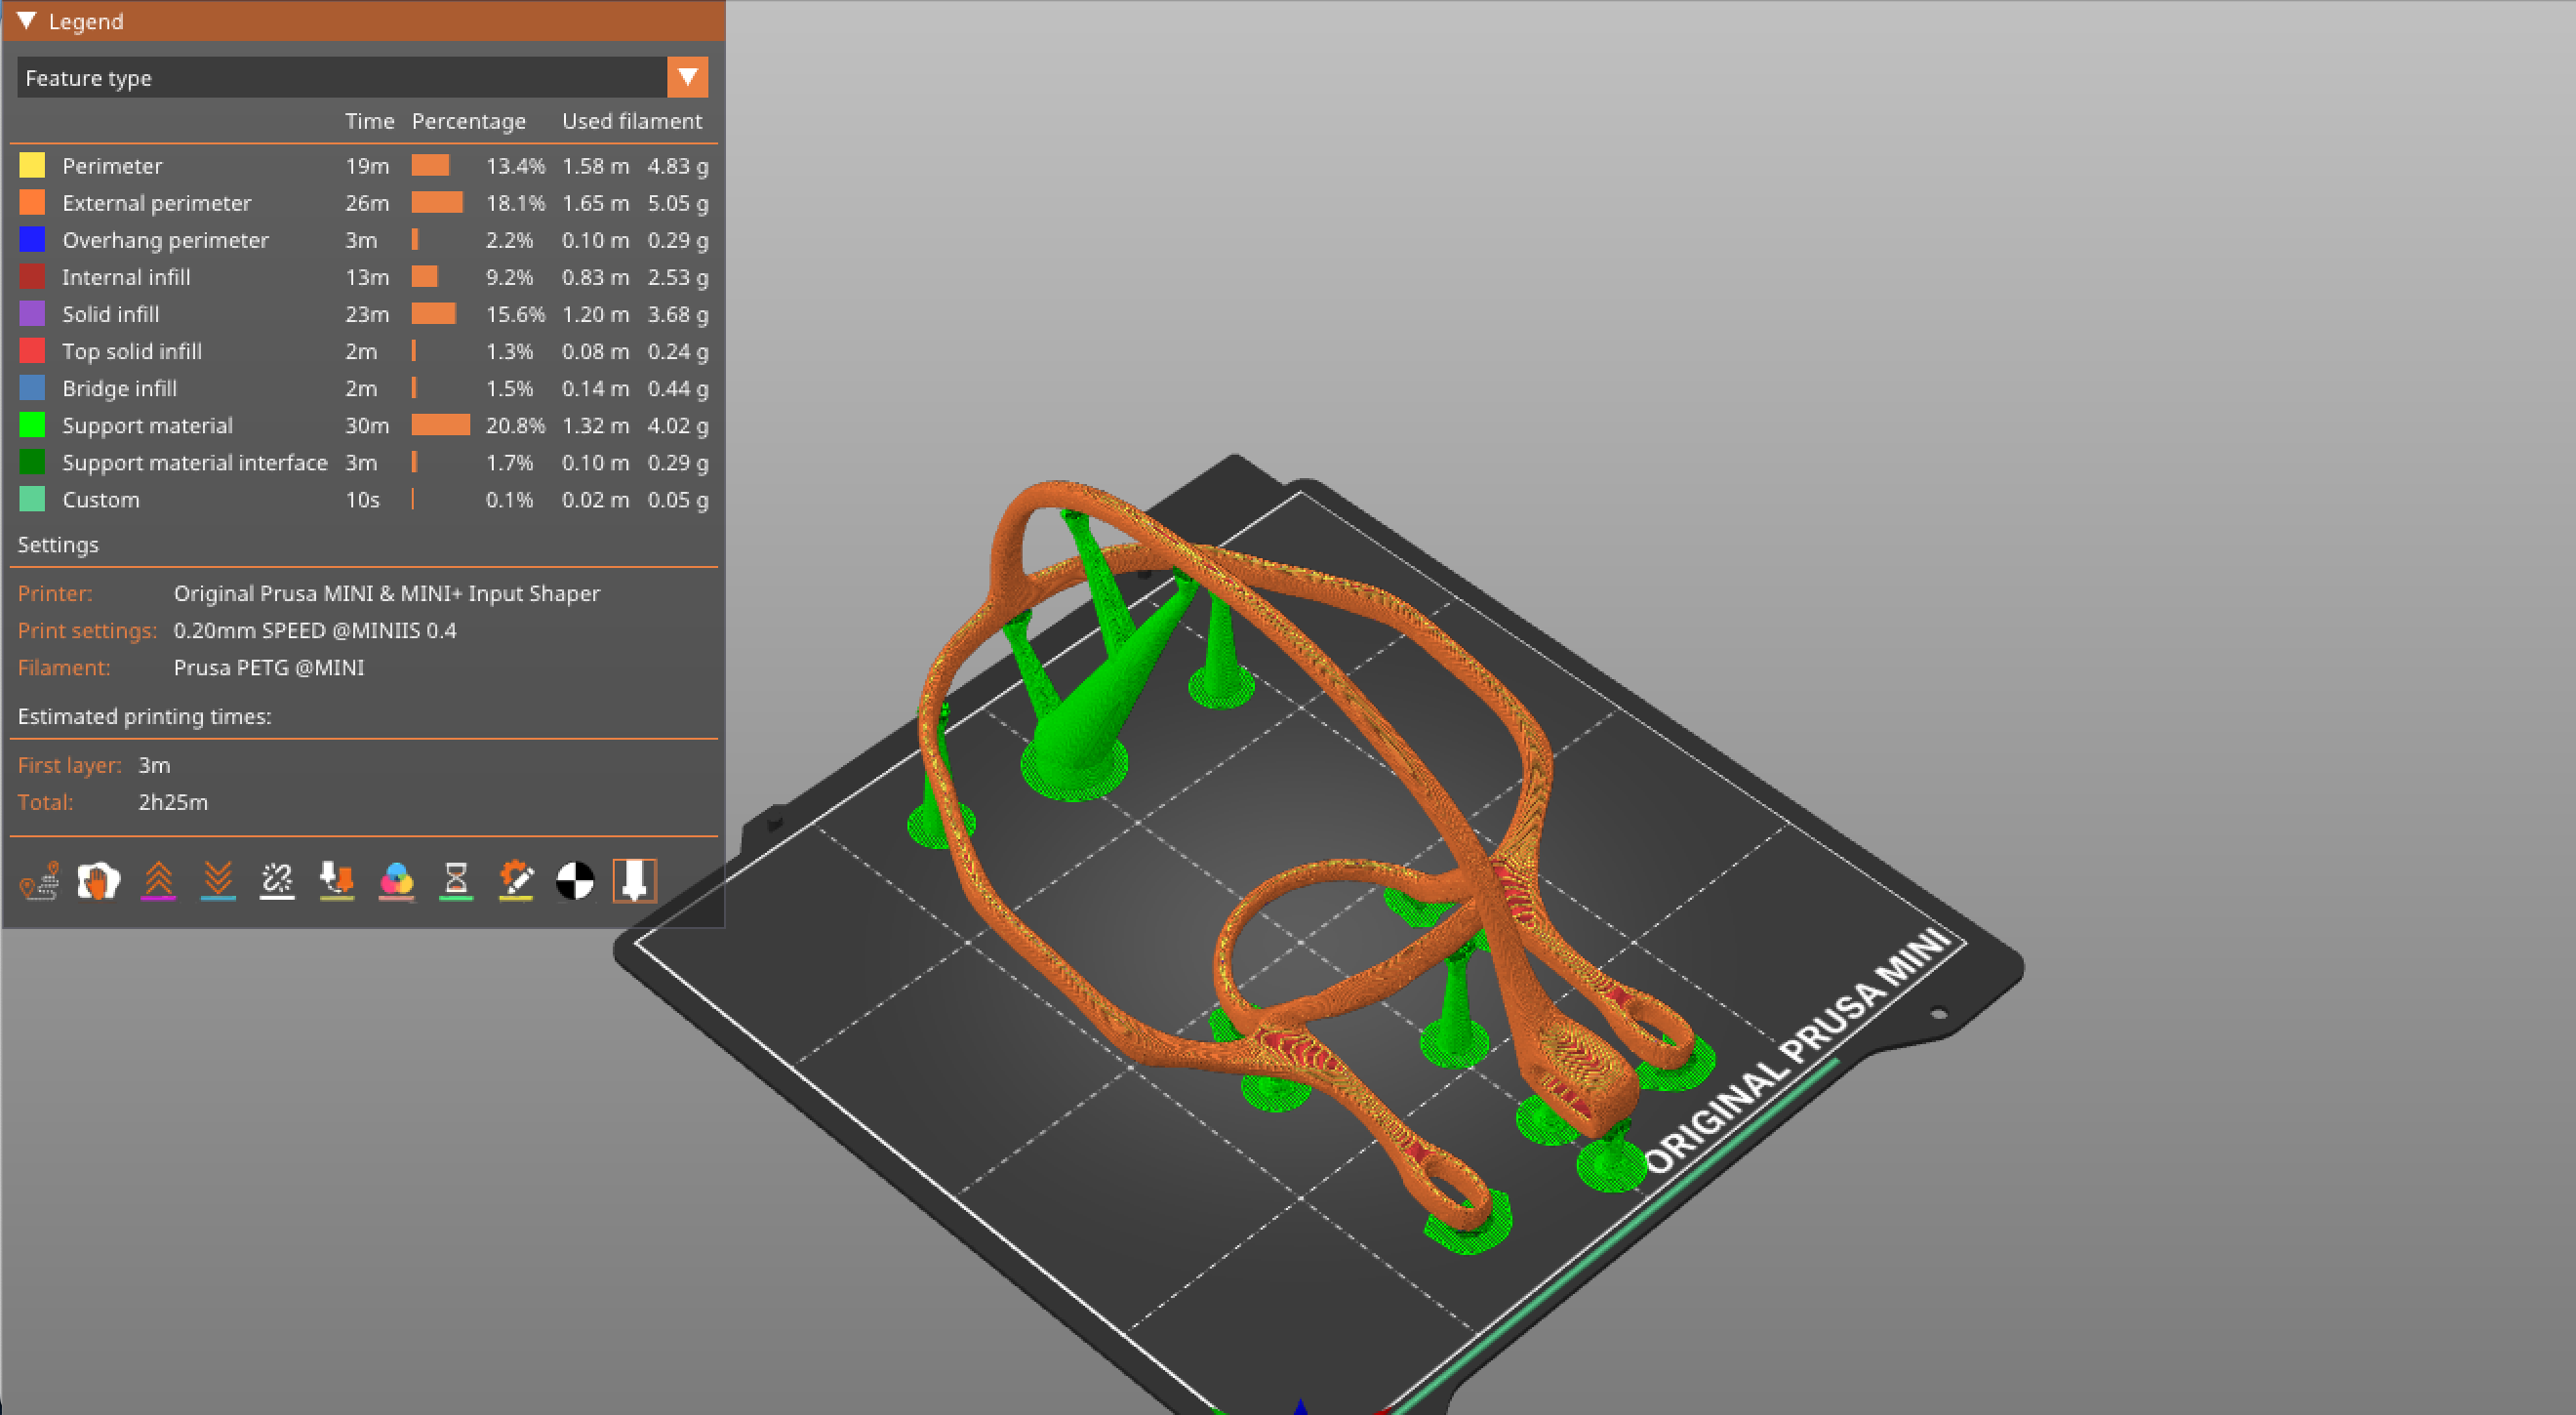 Legend
Feature type
Time Percentage Used filament
Perimeter 19m 13.4% 1.58 m 4.83 g
External perimeter 26m 18.1% 1.65 m 5.05 g
Overhang perimeter 3m 2.2% 0.10 m 0.29 g
Internal infill 13m 9.2% 0.83 m 2.53 g
Solid infill 23m 15.6% 1.20 m 3.68 g
Top solid infill 2m 1.3% 0.08 m 0.24 g
Bridge infill 2m 1.5% 0.14 m 0.44 g
Support material 30m 20.8% 1.32 m 4.02 g
Support material interface 3m 1.7% 0.10 m 0.29 g
Custom 10s 0.1% 0.02 m 0.05 g
Settings
Printer: Original Prusa MINI & MINI+ Input Shaper
Print settings: 0.20mm SPEED @MINIIS 0.4
Filament: Prusa PETG @MINI
Estimated printing times:
First layer: 3m
Total: 2h25m
ORIGINAL PRUSA MINI